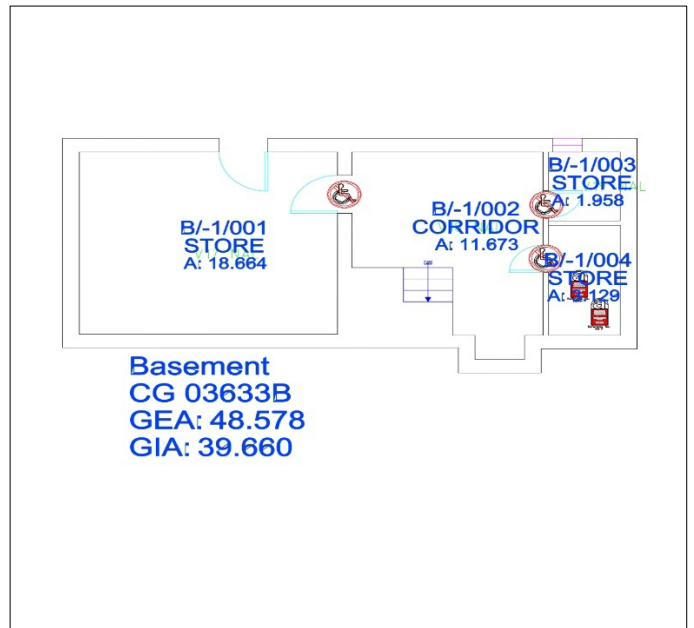 B/-1/001
STORE
A: 18.664
B/-1/002
CORRIDOR
A: 11.673
B/-1/003
STORE
A: 1.958
B/-1/004
STORE
Basement
CG 03633B
GEA: 48.578
GIA: 39.660